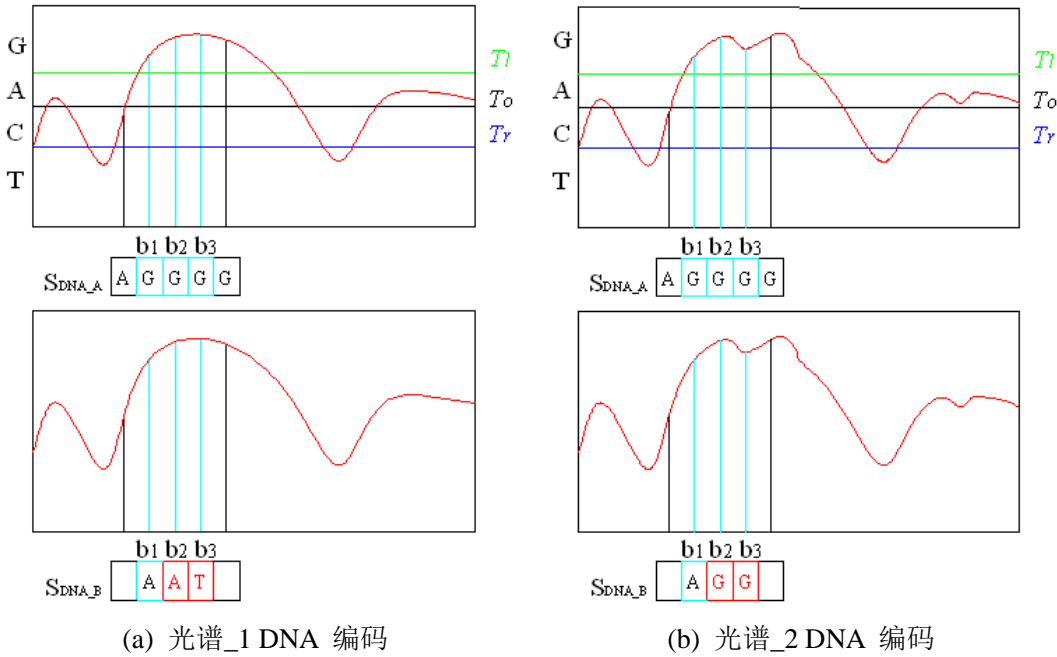 G
A
C
T
Tl
To
Tr
b1 b2 b3
SDNA_A A G G G G
b1 b2 b3
SDNA_B A A T
(a) 光谱_1 DNA 编码
G
A
C
T
Tl
To
Tr
b1 b2 b3
SDNA_A A G G G G
b1 b2 b3
SDNA_B A G G
(b) 光谱_2 DNA 编码